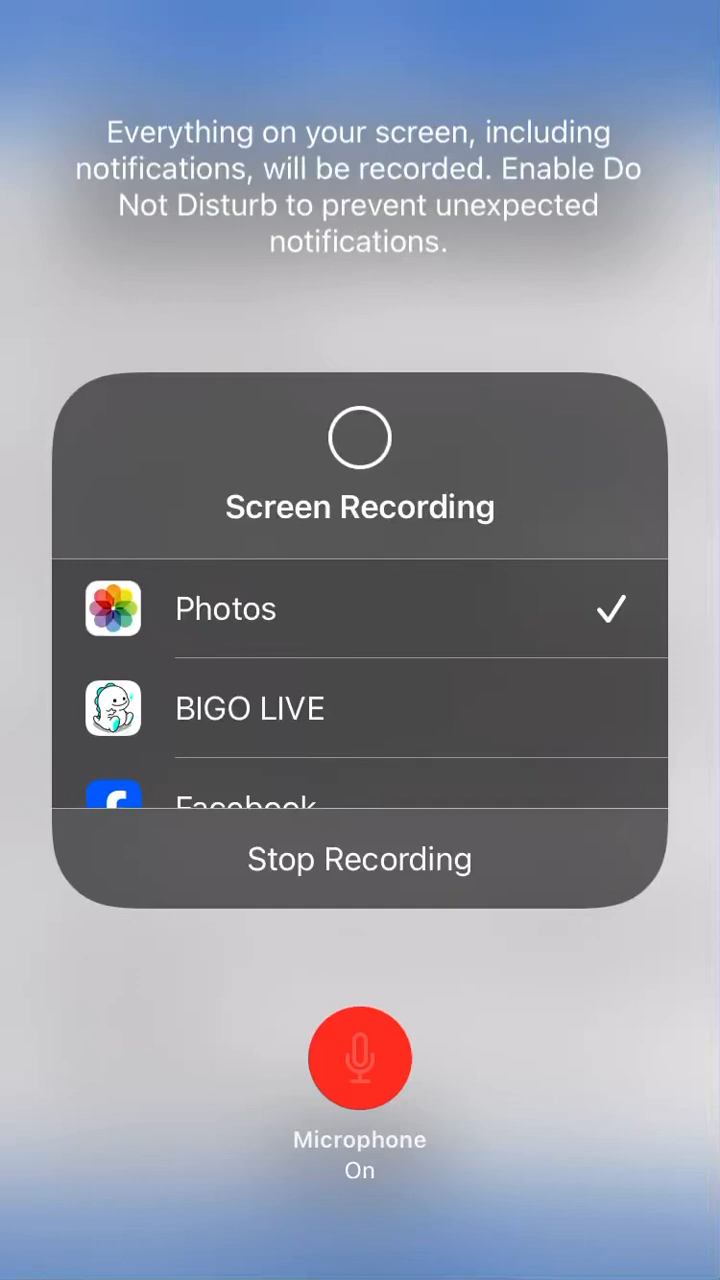 Everything on your screen, including
notifications, will be recorded. Enable Do
Not Disturb to prevent unexpected
notifications.
Screen Recording
Photos
BIGO LIVE
Facebook
Stop Recording
Microphone
On